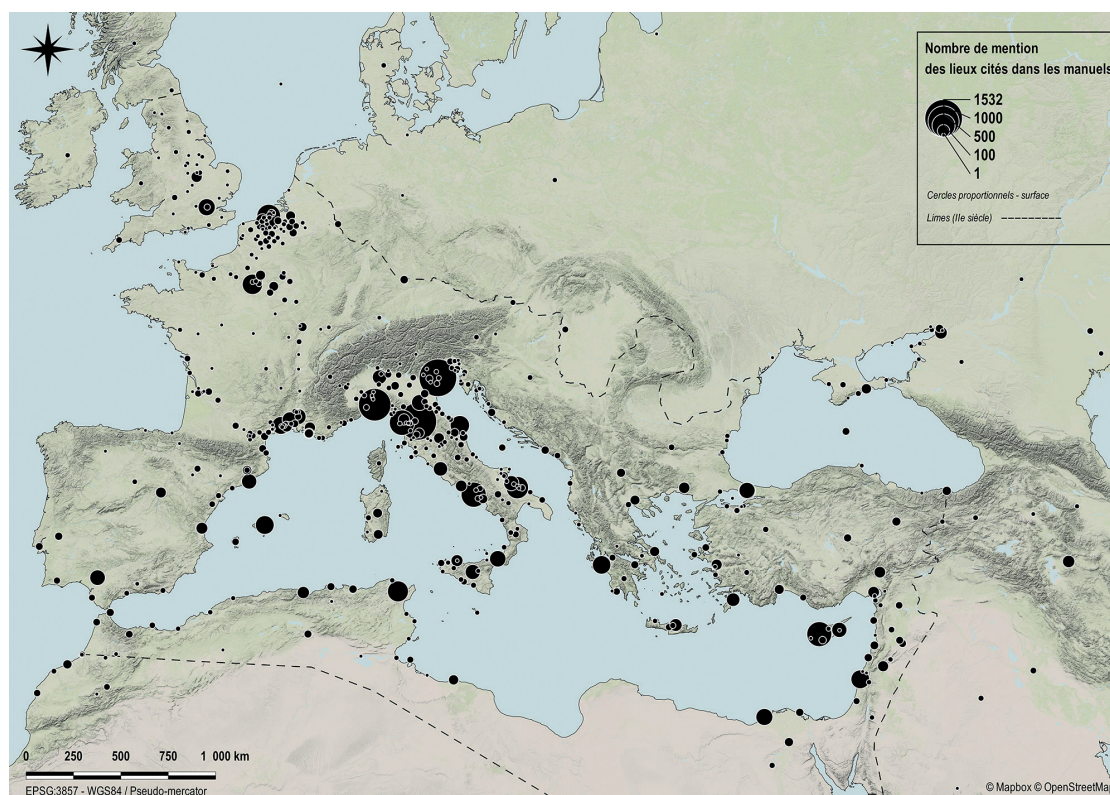 Nombre de mention
des lieux cités dans les manuels
1532
1000
500
100
1
Cercles proportionnels - surface
Limes (IIe siècle)
0 250 500 750 1 000 km
EPSG:3857 - WGS84 / Pseudo-mercator
© Mapbox © OpenStreetMap